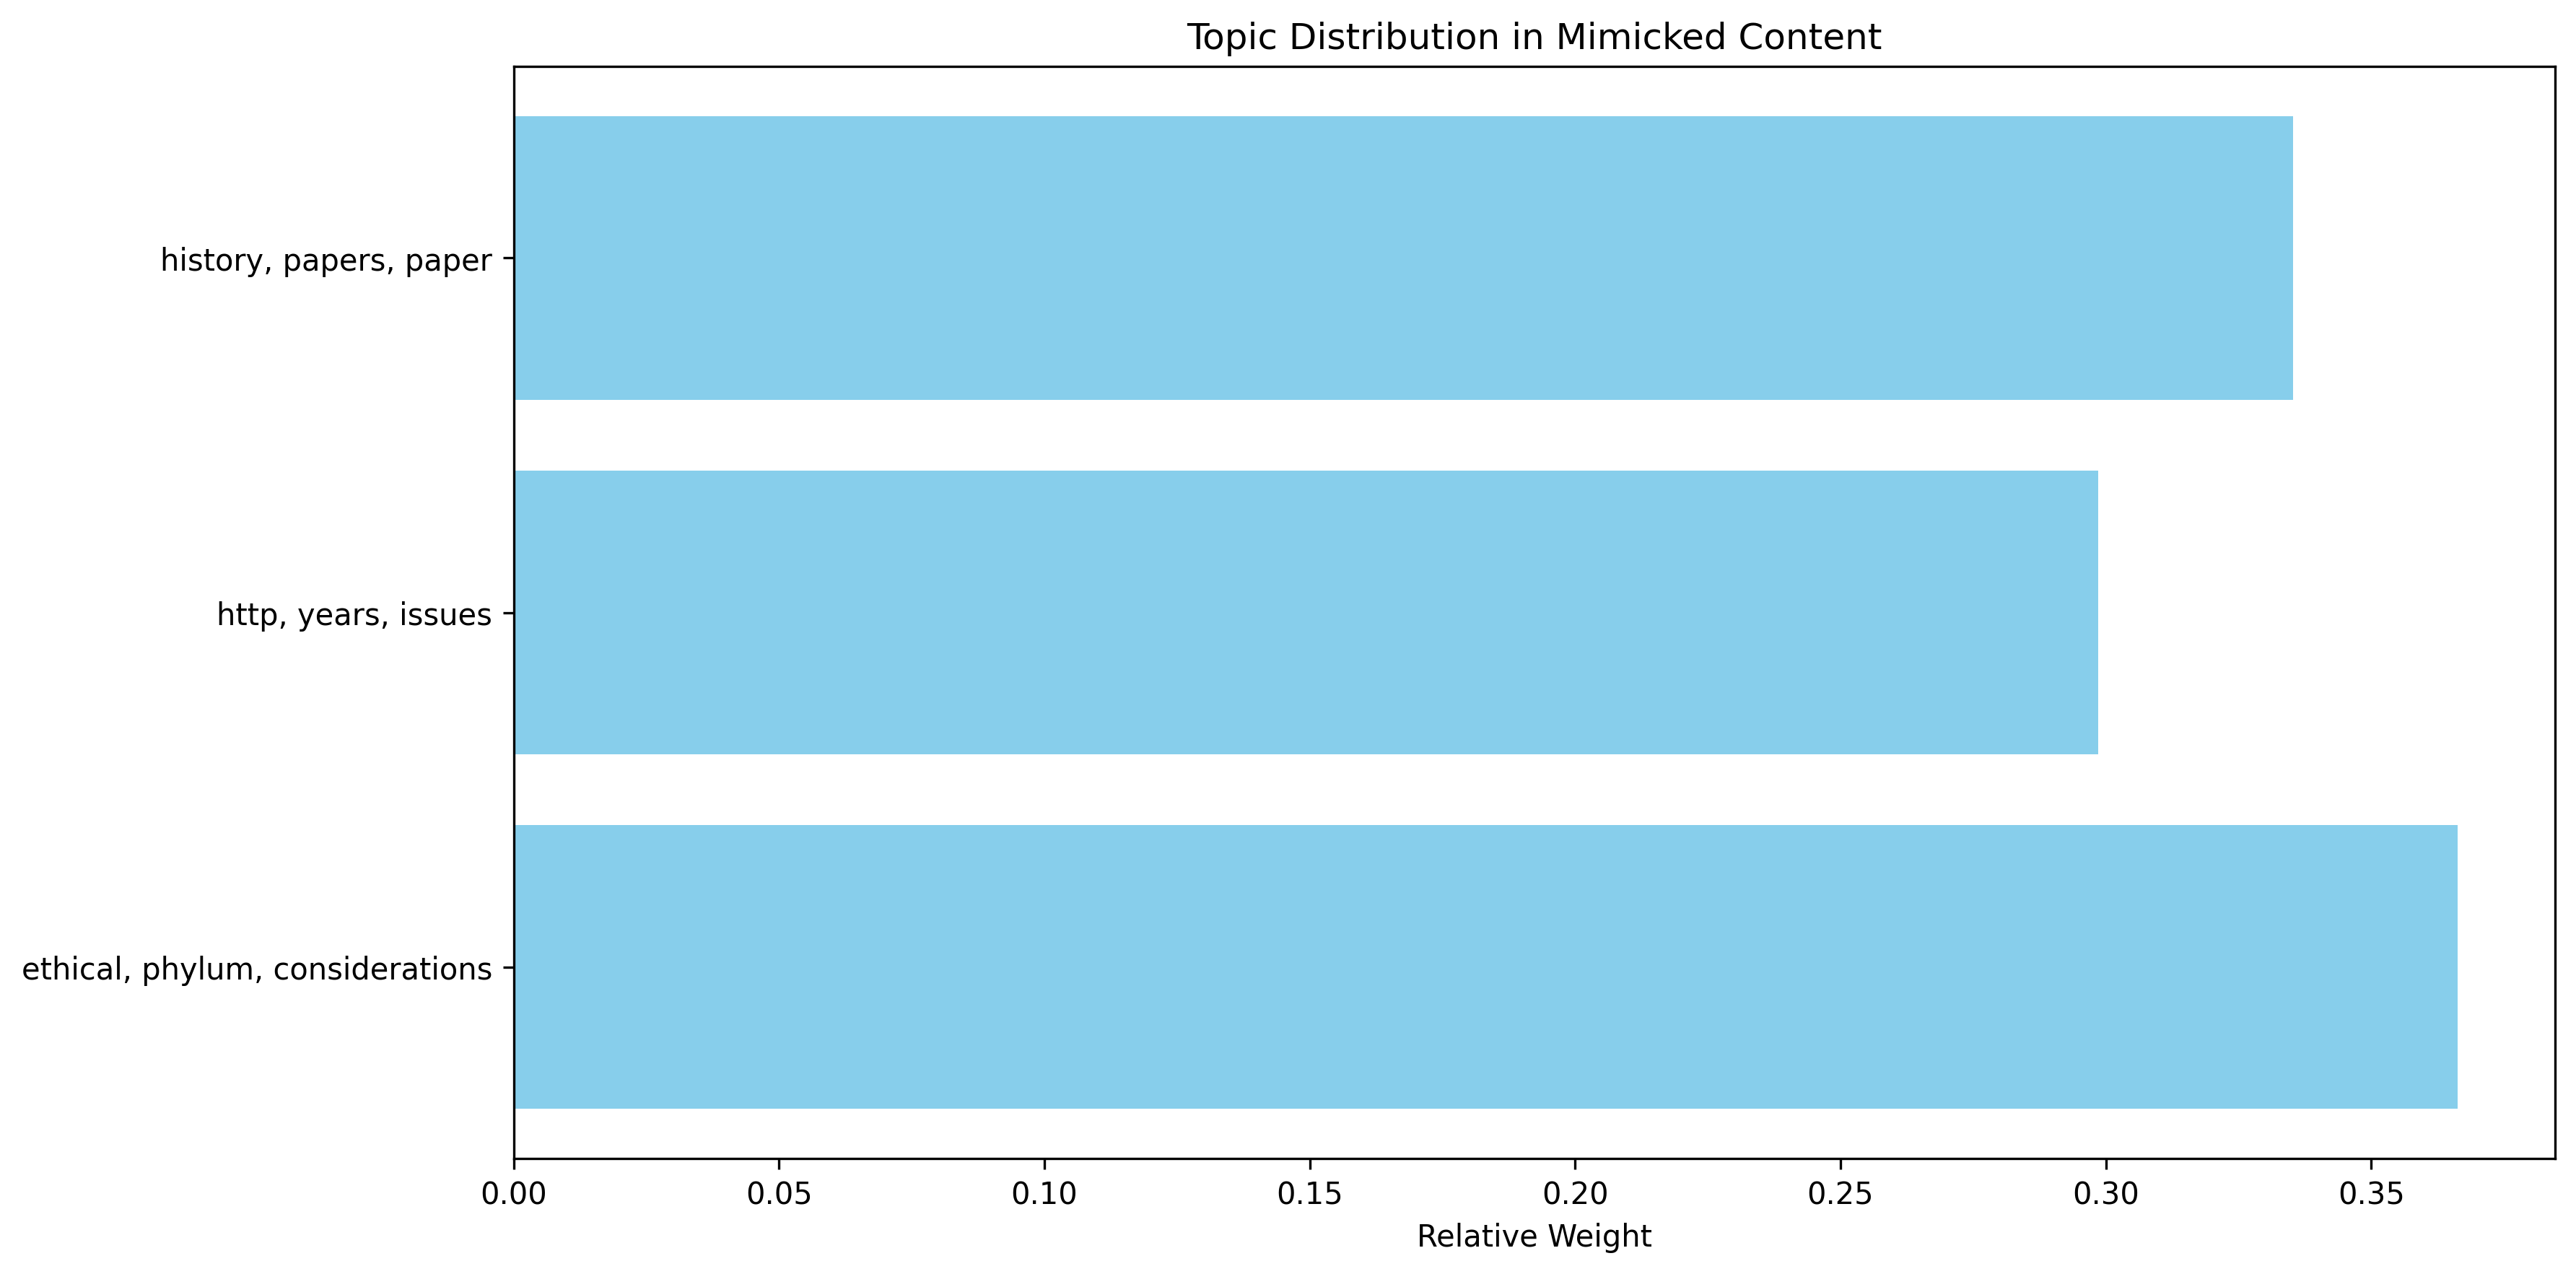 Topic Distribution in Mimicked Content
history, papers, paper
http, years, issues
ethical, phylum, considerations
0.00 0.05 0.10 0.15 0.20 0.25 0.30 0.35
Relative Weight